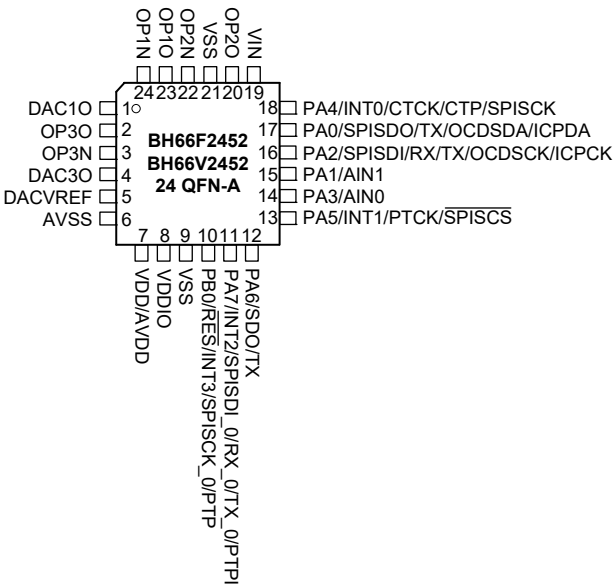 OP1N
OP1O
OP2N
VSS
OP2O
VIN
24 23 22 21 20 19
DAC1O 1
OP3O 2
OP3N 3
DAC3O 4
DACVREF 5
AVSS 6
BH66F2452
BH66V2452
24 QFN-A
18 PA4/INT0/CTCK/CTP/SPISCK
17 PA0/SPISDO/TX/OCDSDA/ICPDA
16 PA2/SPISDI/RX/TX/OCDSCK/ICPCK
15 PA1/AIN1
14 PA3/AIN0
13 PA5/INT1/PTCK/SPISCS
7 8 9 10 11 12
VDD/AVDD
VDDIO
VSS
PB0/RES/INT3/SPISCK_0/PTP
PA7/INT2/SPISDI_0/RX_0/TX_0/PTPI
PA6/SDO/TX